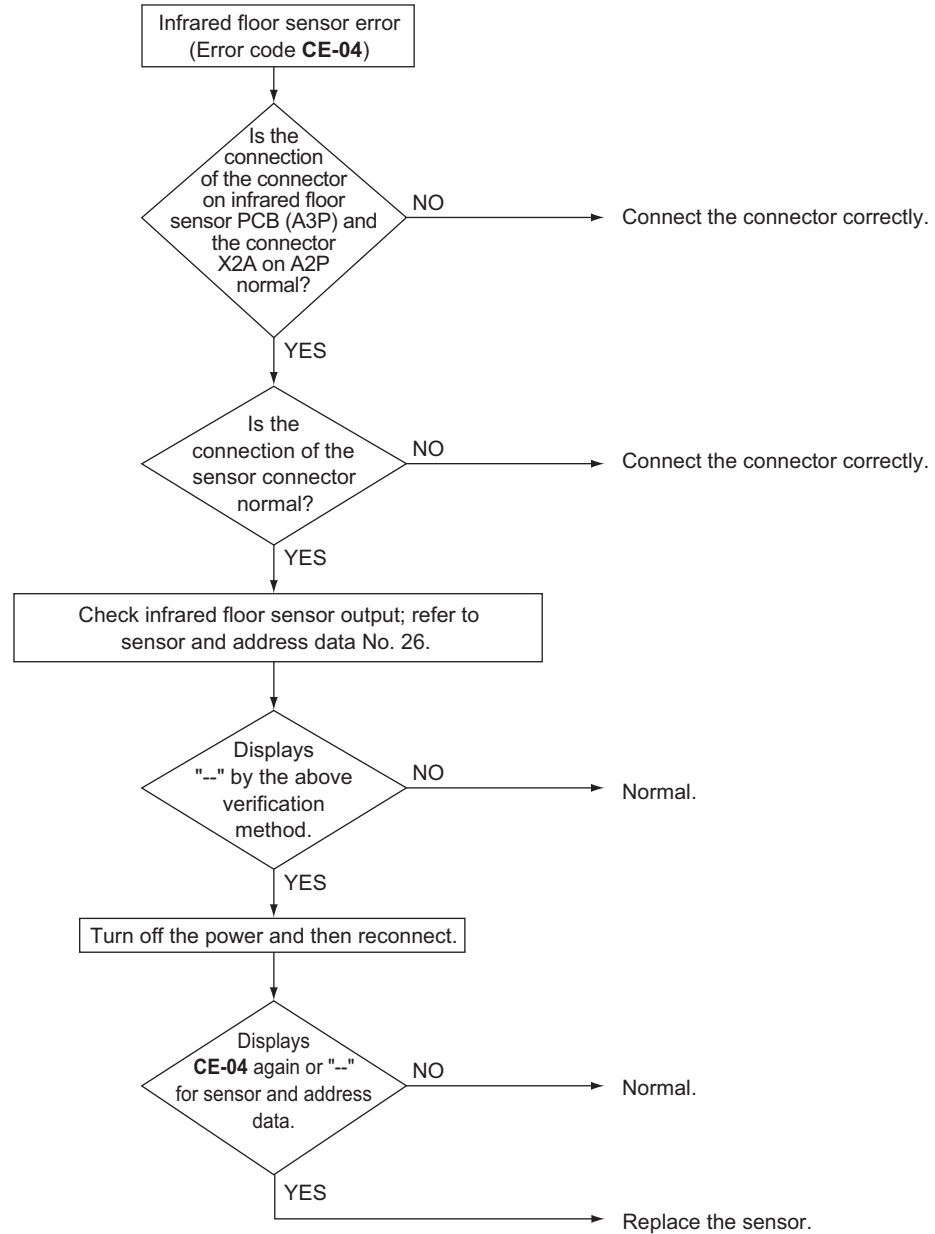 Infrared floor sensor error
(Error code CE-04)
Is the
connection
of the connector
on infrared floor
sensor PCB (A3P) and
the connector
X2A on A2P
normal?
NO
Connect the connector correctly.
YES
Is the
connection of the
sensor connector
normal?
NO
Connect the connector correctly.
YES
Check infrared floor sensor output; refer to
sensor and address data No. 26.
Displays
"--" by the above
verification
method.
NO
Normal.
YES
Turn off the power and then reconnect.
Displays
CE-04 again or "--"
for sensor and address
data.
NO
Normal.
YES
Replace the sensor.